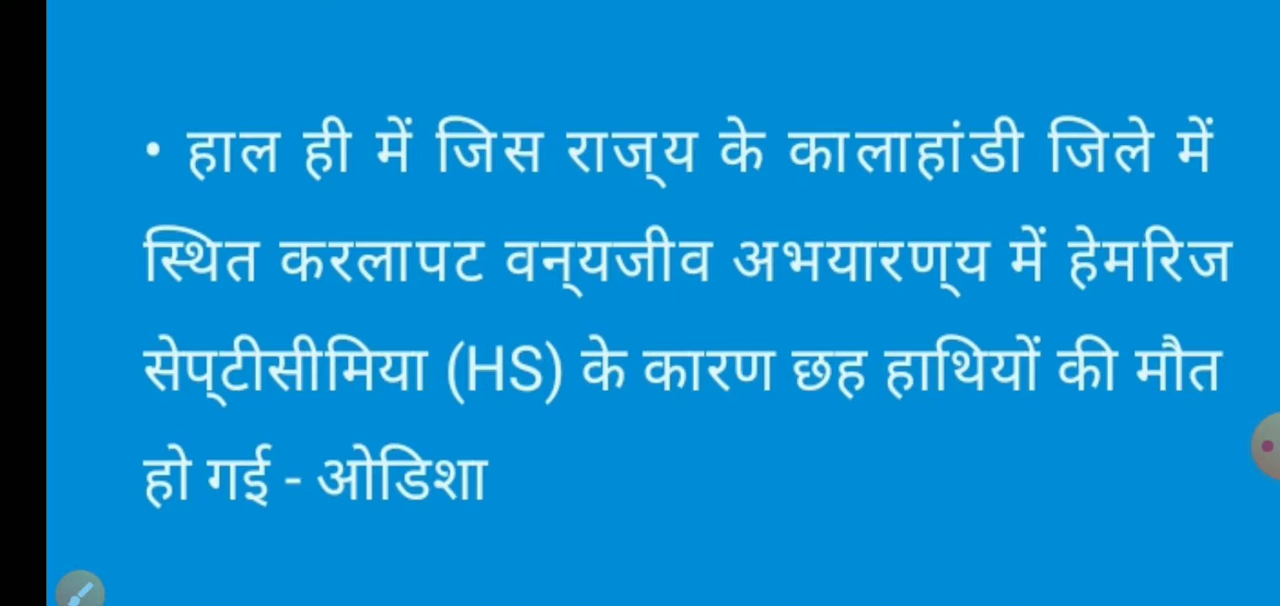 • हाल ही में जिस राज्य के कालाहांडी जिले में
स्थित करलापट वन्यजीव अभयारण्य में हेमरिज
सेप्टीसीमिया (HS) के कारण छह हाथियों की मौत
हो गई - ओडिशा